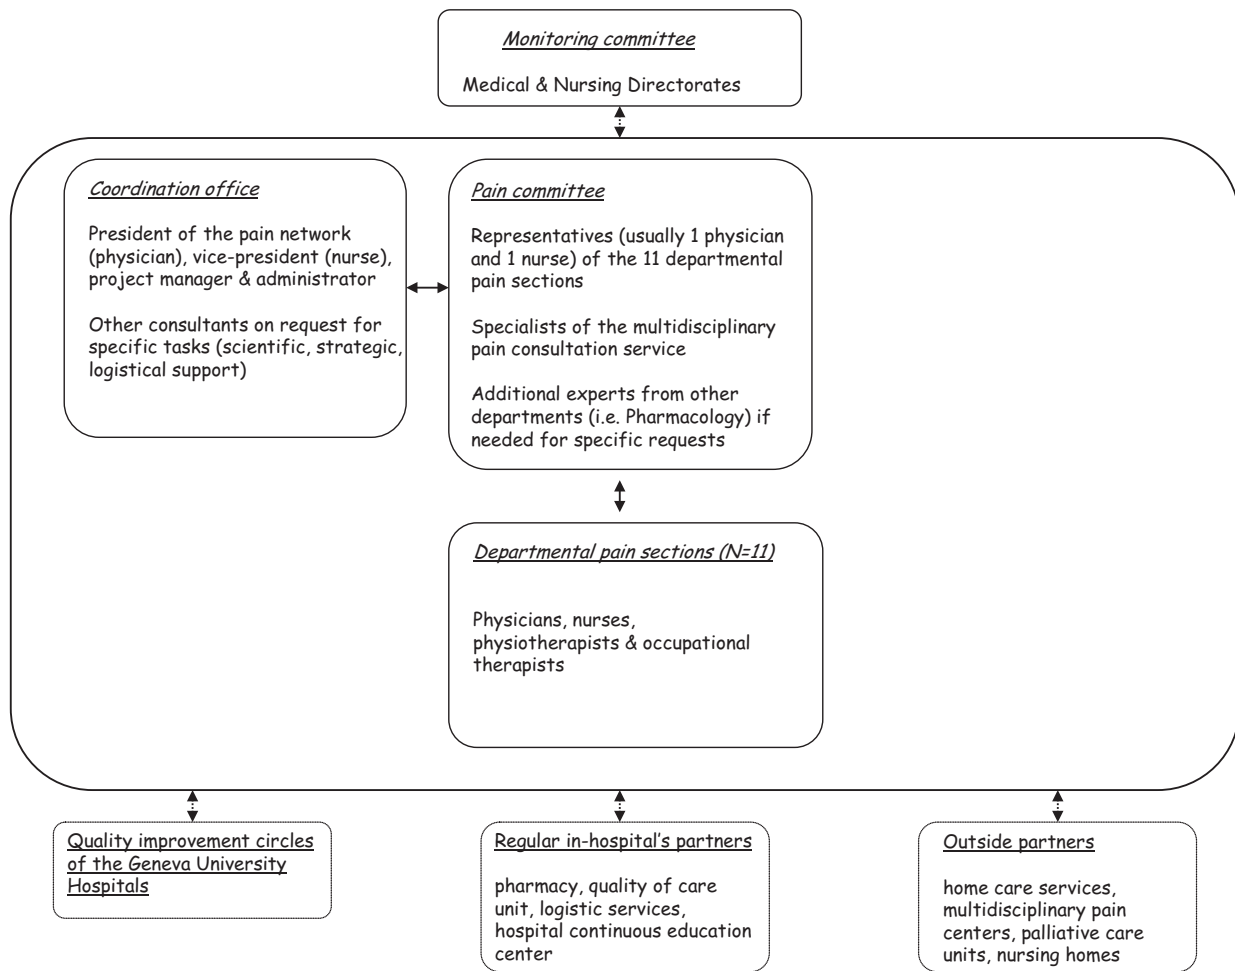 Monitoring committee
Medical & Nursing Directorates
Coordination office
President of the pain network
(physician), vice-president (nurse),
project manager & administrator
Other consultants on request for
specific tasks (scientific, strategic,
logistical support)
Pain committee
Representatives (usually 1 physician
and 1 nurse) of the 11 departmental
pain sections
Specialists of the multidisciplinary
pain consultation service
Additional experts from other
departments (i.e. Pharmacology) if
needed for specific requests
Departmental pain sections (N=11)
Physicians, nurses,
physiotherapists & occupational
therapists
Quality improvement circles
of the Geneva University
Hospitals
Regular in-hospital's partners
pharmacy, quality of care
unit, logistic services,
hospital continuous education
center
Outside partners
home care services,
multidisciplinary pain
centers, palliative care
units, nursing homes